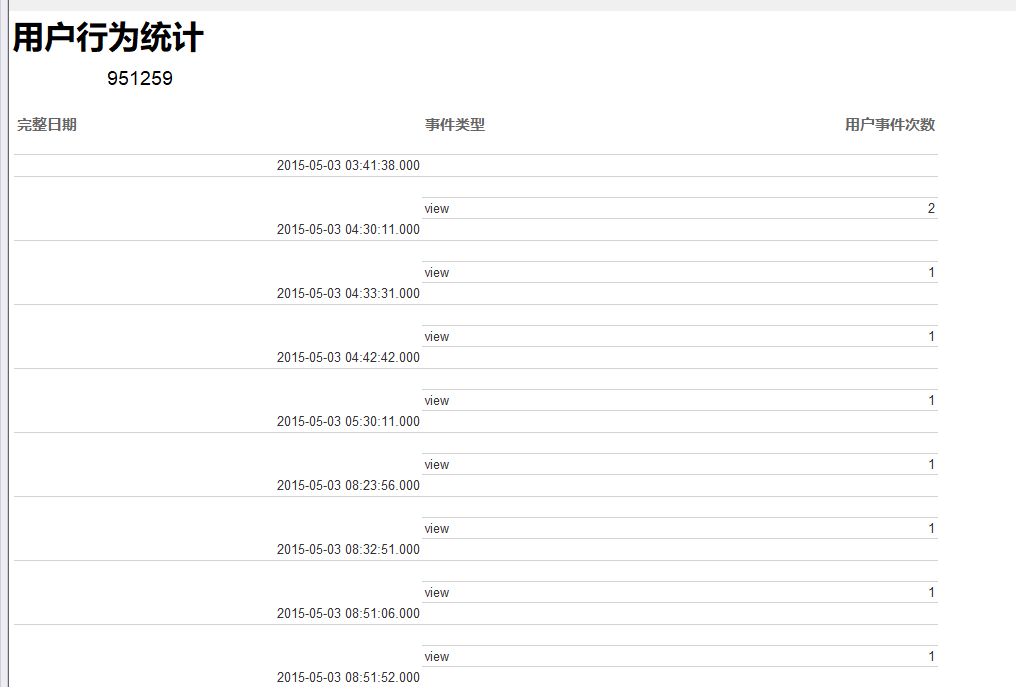 用户行为统计
951259
完整日期 事件类型 用户事件次数
2015-05-03 03:41:38.000
view 2
2015-05-03 04:30:11.000
view 1
2015-05-03 04:33:31.000
view 1
2015-05-03 04:42:42.000
view 1
2015-05-03 05:30:11.000
view 1
2015-05-03 08:23:56.000
view 1
2015-05-03 08:32:51.000
view 1
2015-05-03 08:51:06.000
view 1
2015-05-03 08:51:52.000